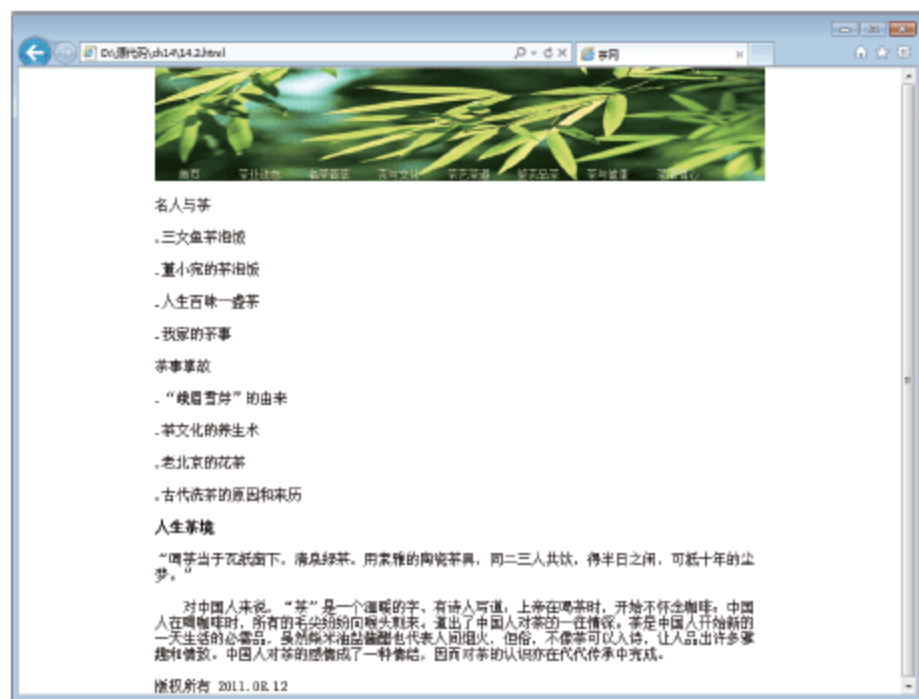 D:\源代码\ch14\14.2.html
茶网
首页 茶与健康
名人与茶
.三文鱼茶泡饭
.董小宛的茶泡饭
.人生百味一盏茶
.我家的茶事
茶事掌故
.“峨眉雪芽”的由来
.茶文化的养生术
.老北京的花茶
.古代洗茶的原因和来历
人生茶境
“喝茶当于瓦纸窗下，清泉绿茶，用素雅的陶瓷茶具，同二三人共饮，得半日之闲，可抵十年的尘
梦。”
对中国人来说，“茶”是一个温暖的字。有诗人写道，上帝在喝茶时，开始不怀念咖啡。中国
人在喝咖啡时，所有的毛尖纷纷向喉头刺来。道出了中国人对茶的一往情深。茶是中国人开始新的
一天生活的必需品，虽然柴米油盐酱醋也代表人间烟火，但俗，不像茶可以入诗，让人品出许多雅
趣和情致。中国人对茶的感情成了一种情结，因而对茶的认识亦在代代传承中完成。
版权所有 2011.08.12